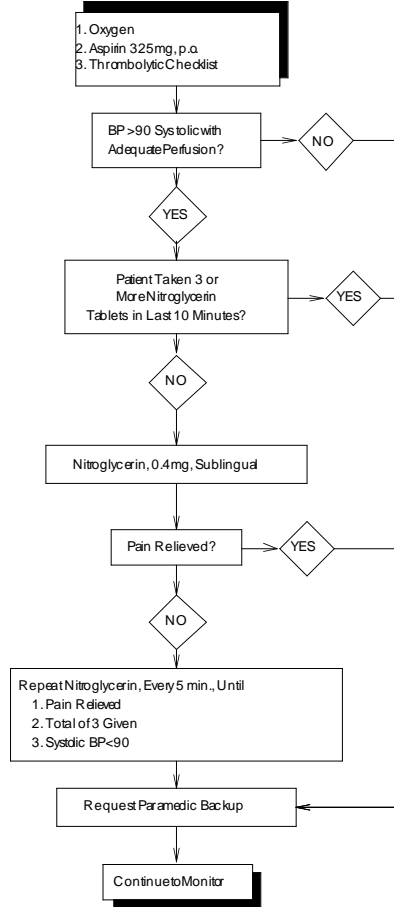 1. Oxygen
2. Aspirin 325mg, p.o.
3. Thrombolytic Checklist
BP >90 Systolic with
Adequate Perfusion?
NO
YES
Patient Taken 3 or
More Nitroglycerin
Tablets in Last 10 Minutes?
YES
NO
Nitroglycerin, 0.4mg, Sublingual
Pain Relieved?
YES
NO
Repeat Nitroglycerin, Every 5 min., Until
1. Pain Relieved
2. Total of 3 Given
3. Systolic BP<90
Request Paramedic Backup
Continue to Monitor